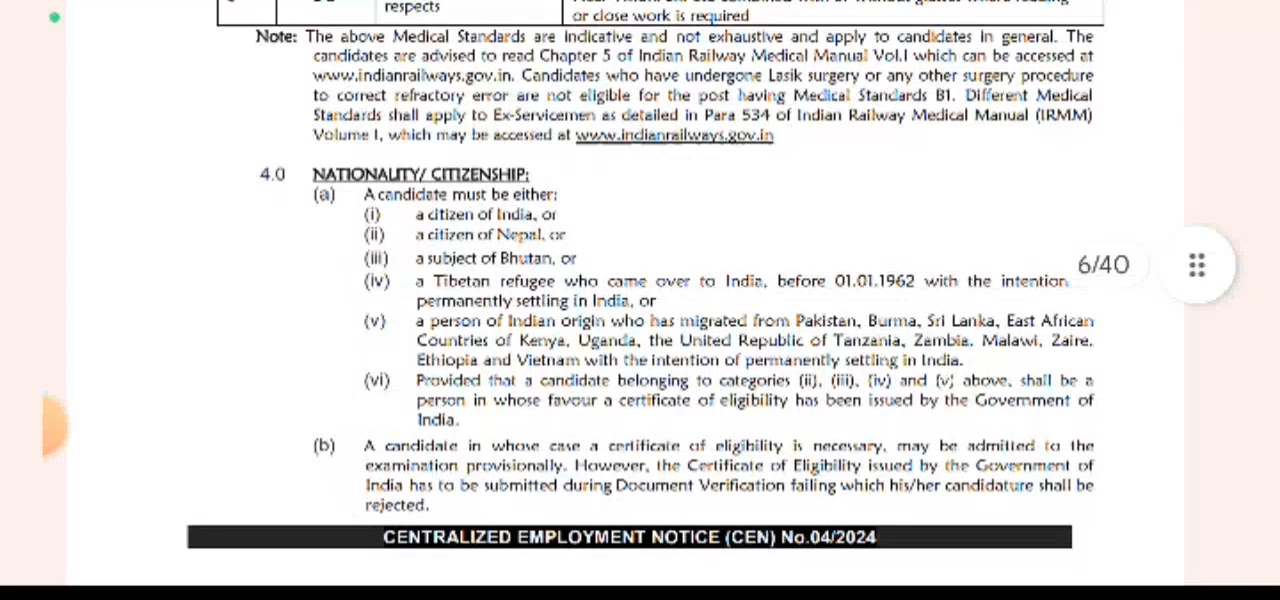 respects
or close work is required
Note: The above Medical Standards are indicative and not exhaustive and apply to candidates in general. The
candidates are advised to read Chapter 5 of Indian Railway Medical Manual Vol.I which can be accessed at
www.indianrailways.gov.in. Candidates who have undergone Lasik surgery or any other surgery procedure
to correct refractory error are not eligible for the post having Medical Standards B1. Different Medical
Standards shall apply to Ex-Servicemen as detailed in Para 534 of Indian Railway Medical Manual (IRMM)
Volume I, which may be accessed at www.indianrailways.gov.in
4.0 NATIONALITY/ CITIZENSHIP:
(a) A candidate must be either:
(i) a citizen of India, or
(ii) a citizen of Nepal, or
(iii) a subject of Bhutan, or
6/40
(iv) a Tibetan refugee who came over to India, before 01.01.1962 with the intention
permanently settling in India, or
(v) a person of Indian origin who has migrated from Pakistan, Burma, Sri Lanka, East African
Countries of Kenya, Uganda, the United Republic of Tanzania, Zambia, Malawi, Zaire,
Ethiopia and Vietnam with the intention of permanently settling in India.
(vi) Provided that a candidate belonging to categories (ii), (iii), (iv) and (v) above, shall be a
person in whose favour a certificate of eligibility has been issued by the Government of
India.
(b) A candidate in whose case a certificate of eligibility is necessary, may be admitted to the
examination provisionally. However, the Certificate of Eligibility issued by the Government of
India has to be submitted during Document Verification failing which his/her candidature shall be
rejected.
CENTRALIZED EMPLOYMENT NOTICE (CEN) No.04/2024